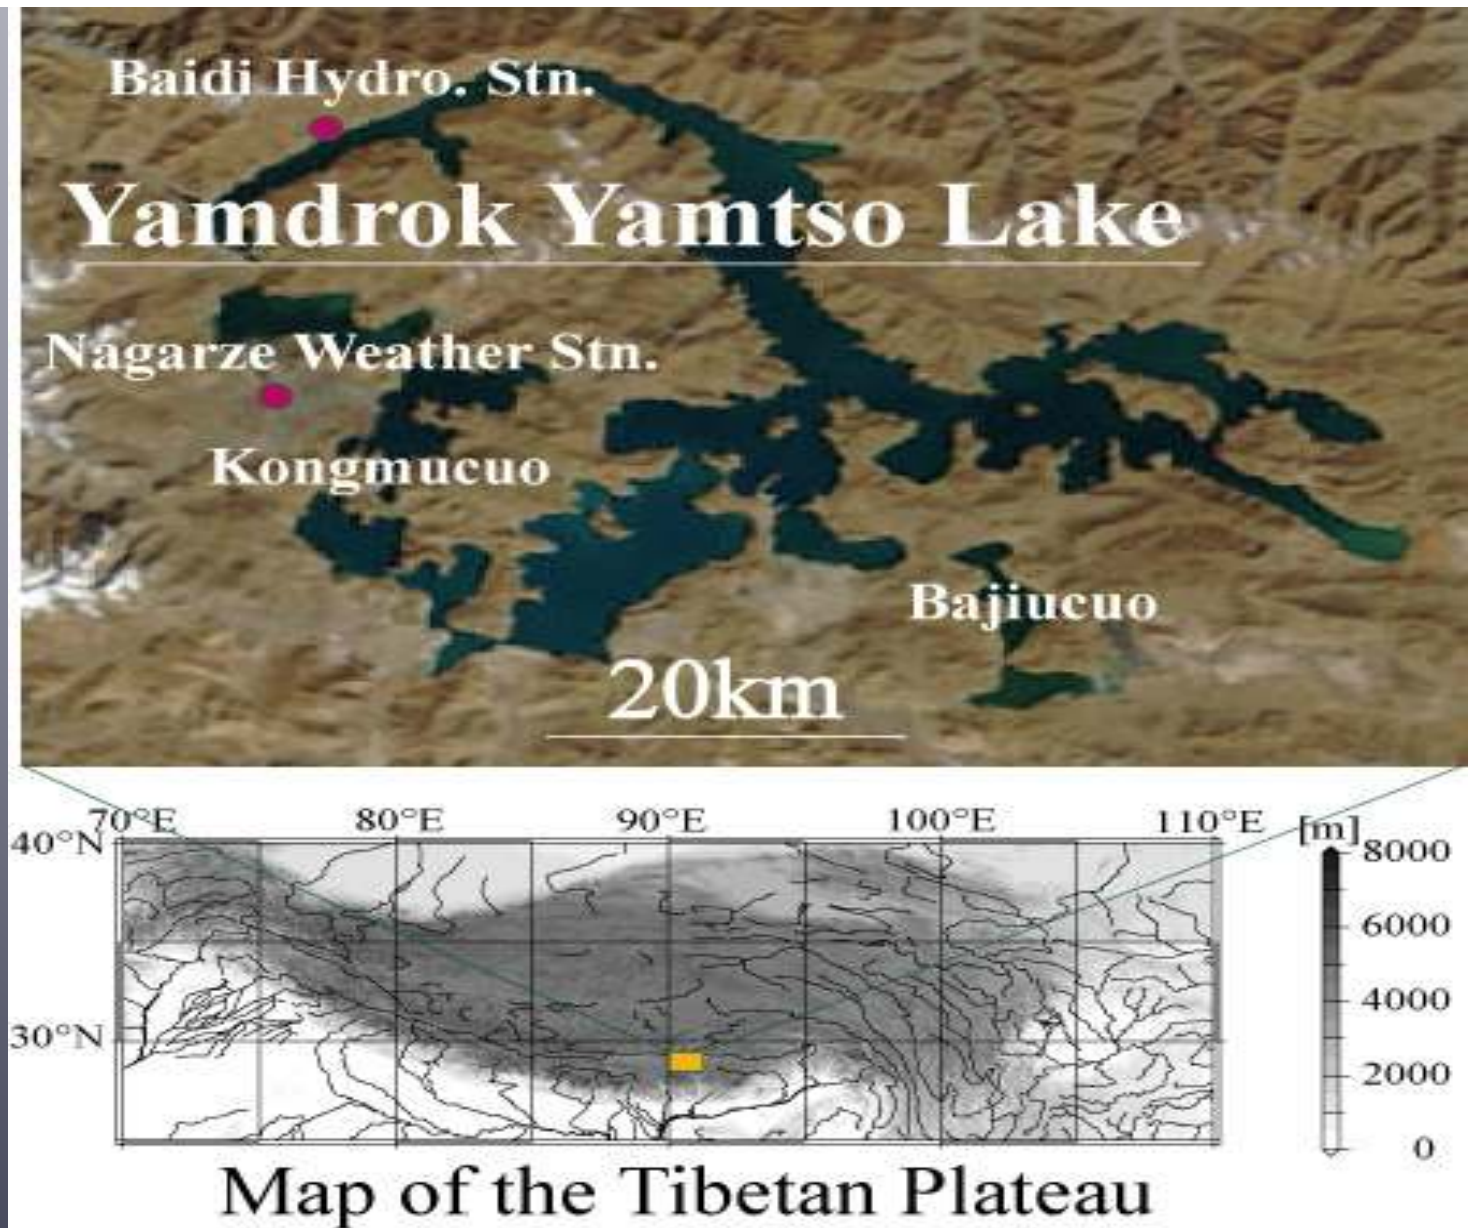 Baidi Hydro. Stn.
Yamdrok Yamtso Lake
Nagarze Weather Stn.
Kongmucuo
Bajiucuo
20km
70°E 80°E 90°E 100°E 110°E
[m]
40°N
8000
6000
4000
30°N
2000
0
Map of the Tibetan Plateau